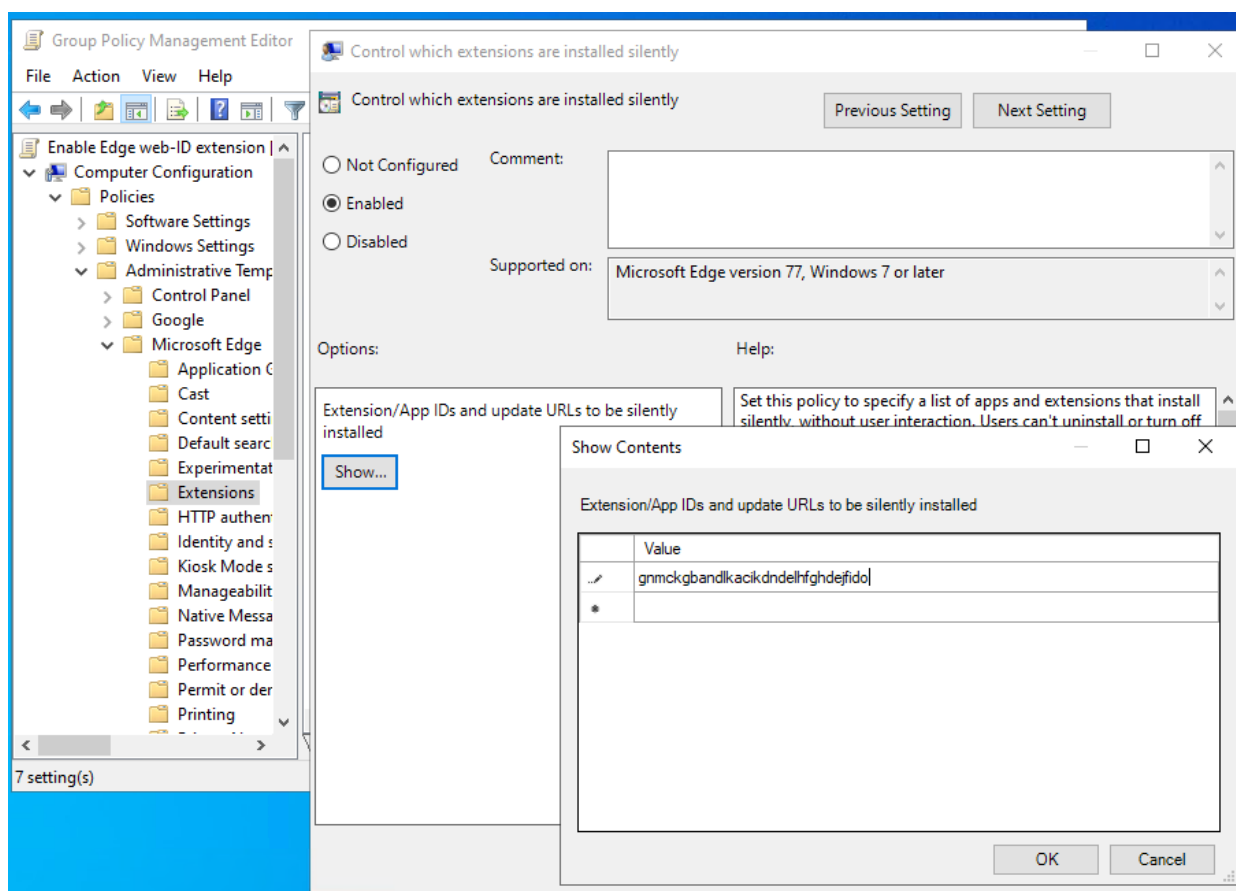 Group Policy Management Editor
File Action View Help
Enable Edge web-ID extension [
Computer Configuration
Policies
Software Settings
Windows Settings
Administrative Temp
Control Panel
Google
Microsoft Edge
Application G
Cast
Content setti
Default searc
Experimentat
Extensions
HTTP authen
Identity and s
Kiosk Mode s
Manageabilit
Native Messa
Password ma
Performance
Permit or der
Printing
7 setting(s)
Control which extensions are installed silently
Control which extensions are installed silently
Previous Setting Next Setting
Not Configured
Enabled
Disabled
Comment:
Supported on:
Microsoft Edge version 77, Windows 7 or later
Options:
Help:
Extension/App IDs and update URLs to be silently
installed
Show...
Set this policy to specify a list of apps and extensions that install
silently, without user interaction. Users can't uninstall or turn off
Show Contents
Extension/App IDs and update URLs to be silently installed
Value
gnmckgbandlkacikdndelhfghdejfido
OK Cancel